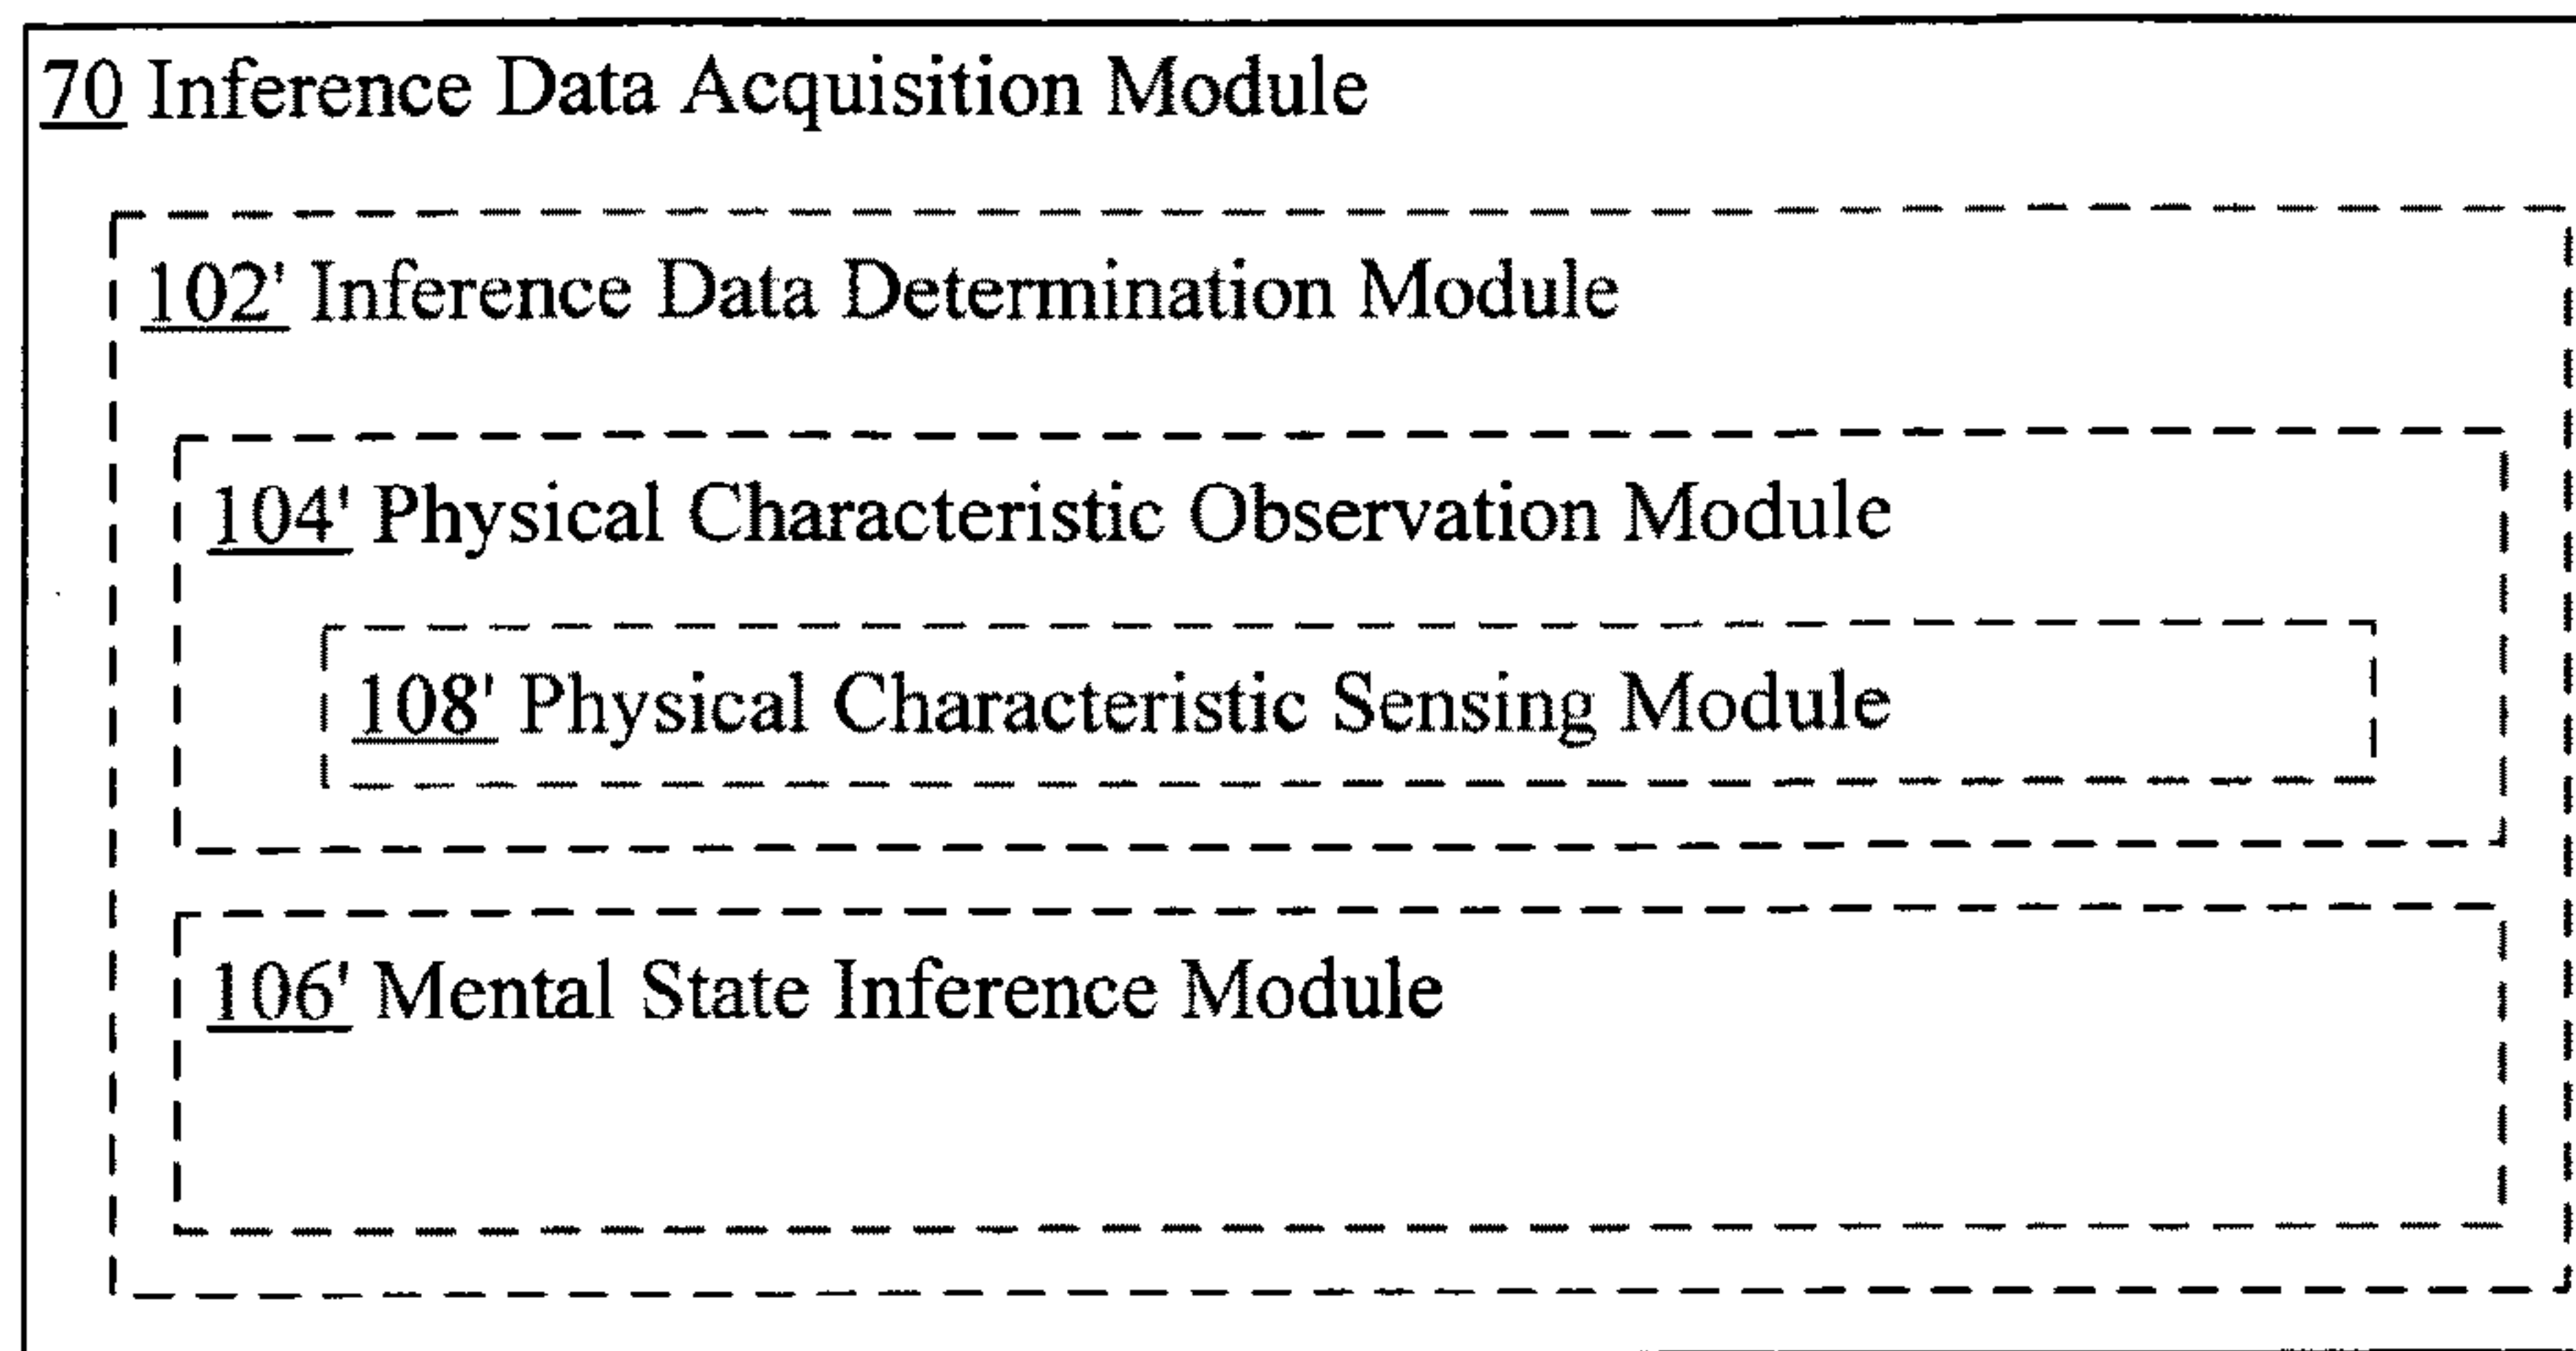 70 Inference Data Acquisition Module
102' Inference Data Determination Module
104' Physical Characteristic Observation Module
108' Physical Characteristic Sensing Module
106' Mental State Inference Module